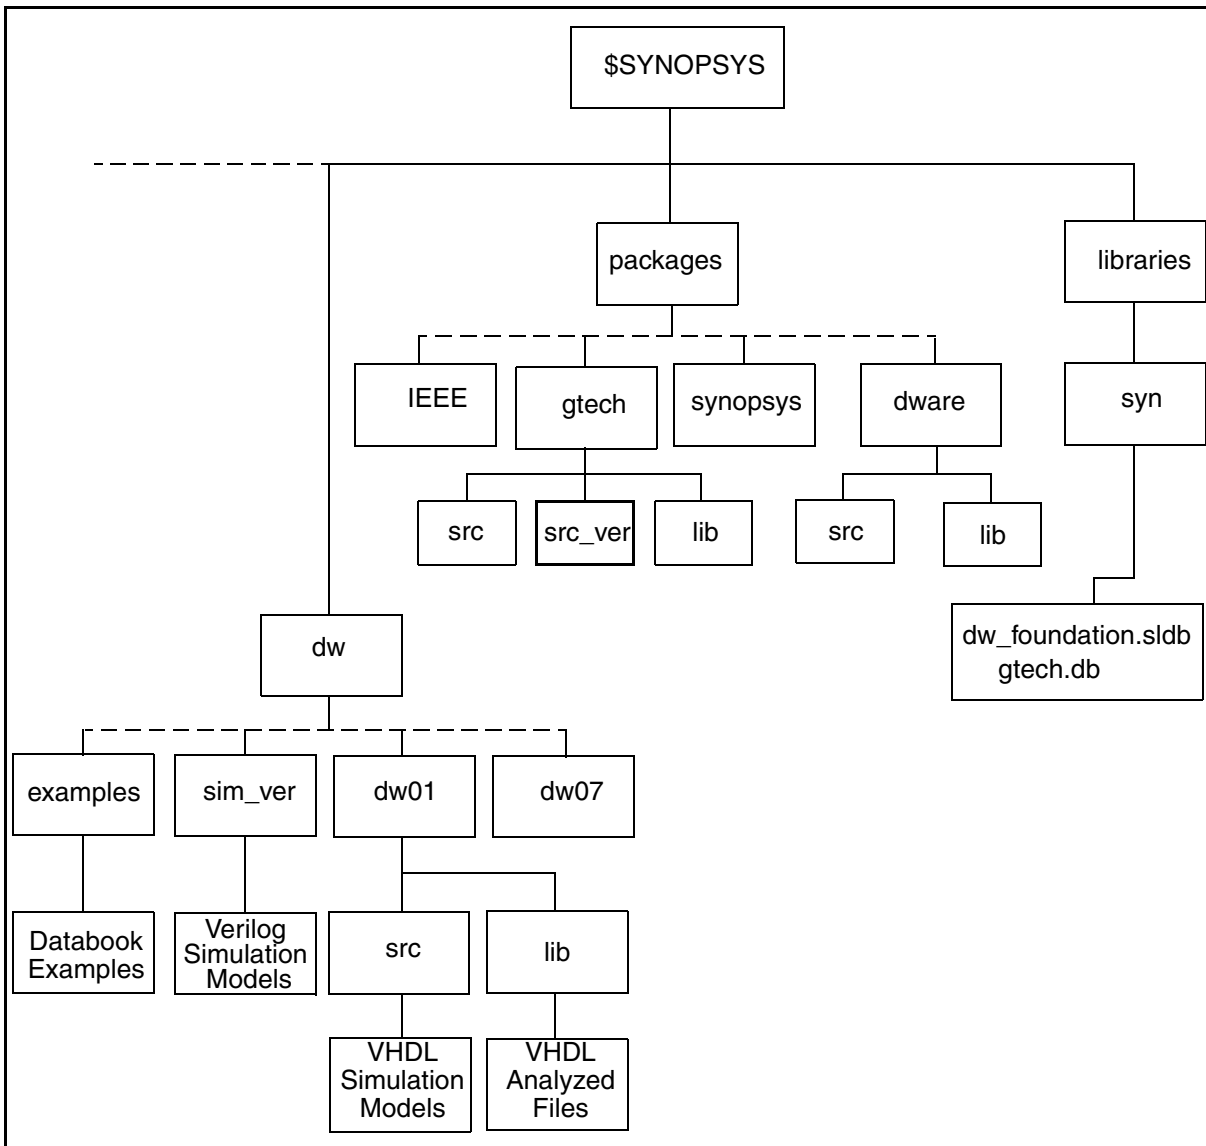 $SYNOPSYS
packages
libraries
IEEE
gtech
synopsys
dware
syn
src
src_ver
lib
src
lib
dw_foundation.sldb
gtech.db
dw
examples
sim_ver
dw01
dw07
Databook
Examples
Verilog
Simulation
Models
src
lib
VHDL
Simulation
Models
VHDL
Analyzed
Files